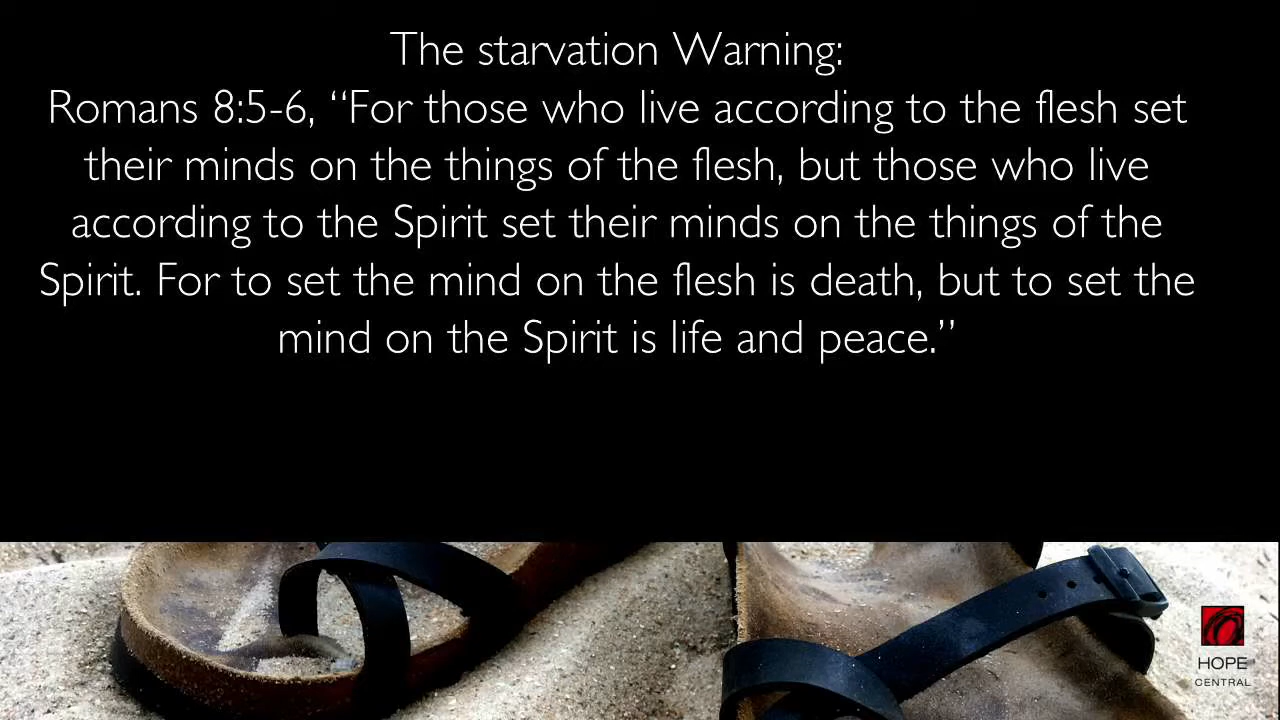 The starvation Warning:
Romans 8:5-6, “For those who live according to the flesh set
their minds on the things of the flesh, but those who live
according to the Spirit set their minds on the things of the
Spirit. For to set the mind on the flesh is death, but to set the
mind on the Spirit is life and peace.”
HOPE
CENTRAL